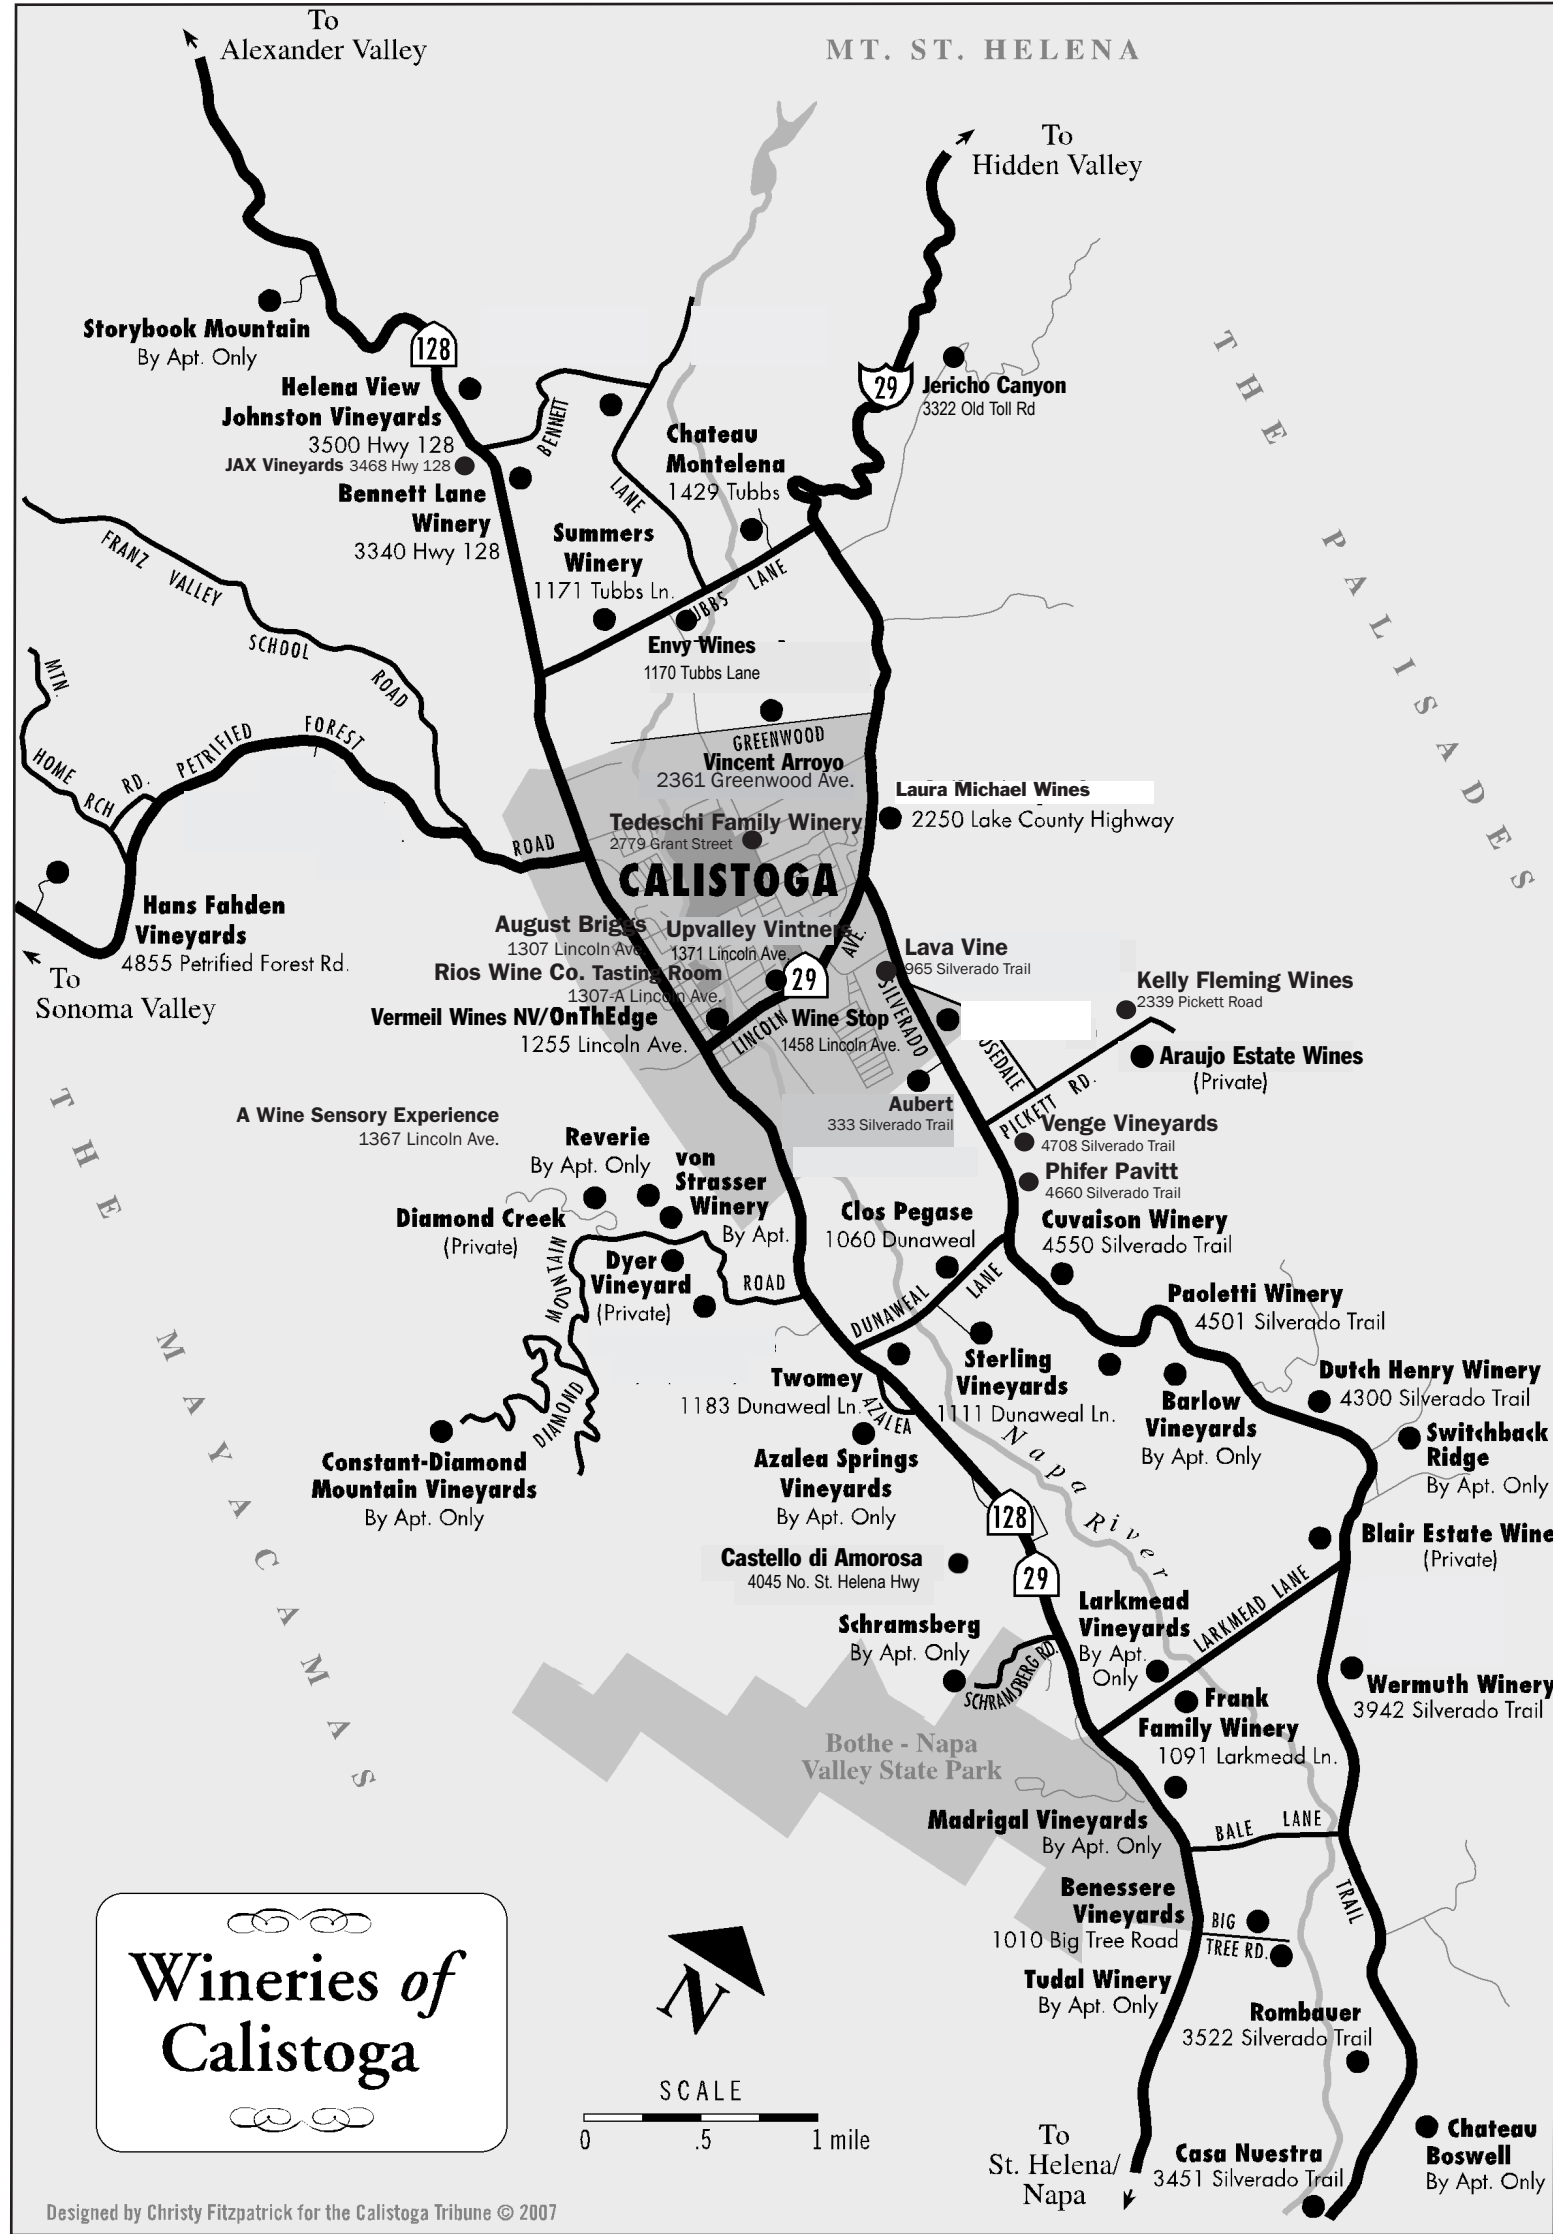 To
Alexander Valley
MT. ST. HELENA
To
Hidden Valley
Storybook Mountain
By Apt. Only
128
Helena View
Johnston Vineyards
3500 Hwy 128
JAX Vineyards 3468 Hwy 128
Bennett Lane
Winery
3340 Hwy 128
BENNETT
LANE
29
Jericho Canyon
3322 Old Toll Rd
Chateau
Montelena
1429 Tubbs
Summers
Winery
1171 Tubbs Ln.
UBBS LANE
Envy Wines
1170 Tubbs Lane
THE PALISADES
FRANZ VALLEY SCHOOL ROAD
MTN.
HOME
RCH
RD.
PETRIFIED FOREST
ROAD
GREENWOOD
Vincent Arroyo
2361 Greenwood Ave.
Laura Michael Wines
2250 Lake County Highway
Tedeschi Family Winery
2779 Grant Street
CALISTOGA
Hans Fahden
Vineyards
4855 Petrified Forest Rd.
To
Sonoma Valley
August Briggs
1307 Lincoln Ave.
Upvalley Vintners
1371 Lincoln Ave.
Rios Wine Co. Tasting Room
1307-A Lincoln Ave.
Vermeil Wines NV/OnThEdge
1255 Lincoln Ave.
29
LINCOLN
AVE.
Wine Stop
1458 Lincoln Ave.
Lava Vine
965 Silverado Trail
SILVERADO
Kelly Fleming Wines
2339 Pickett Road
OSEDALE
PICKETT RD.
Araujo Estate Wines
(Private)
Aubert
333 Silverado Trail
Venge Vineyards
4708 Silverado Trail
Phifer Pavitt
4660 Silverado Trail
Cuvaison Winery
4550 Silverado Trail
A Wine Sensory Experience
1367 Lincoln Ave.
THE MAYACAMAS
Reverie
By Apt. Only
von
Strasser
Winery
By Apt.
Diamond Creek
(Private)
Dyer
Vineyard
(Private)
DIAMOND MOUNTAIN ROAD
Clos Pegase
1060 Dunaweal
DUNAWEAL LANE
Paoletti Winery
4501 Silverado Trail
Twomey
1183 Dunaweal Ln.
Sterling
Vineyards
1111 Dunaweal Ln.
Barlow
Vineyards
By Apt. Only
Dutch Henry Winery
4300 Silverado Trail
Switchback
Ridge
By Apt. Only
AZALEA
Azalea Springs
Vineyards
By Apt. Only
Constant-Diamond
Mountain Vineyards
By Apt. Only
Napa River
128
29
Blair Estate Wine
(Private)
Castello di Amorosa
4045 No. St. Helena Hwy
Larkmead
Vineyards
By Apt.
Only
LARKMEAD LANE
Schramsberg
By Apt. Only
SCHRAMSBERG RD.
Frank
Family Winery
1091 Larkmead Ln.
Wermuth Winery
3942 Silverado Trail
Bothe - Napa
Valley State Park
Madrigal Vineyards
By Apt. Only
BALE LANE
TRAIL
Benessere
Vineyards
1010 Big Tree Road
BIG
TREE RD.
Tudal Winery
By Apt. Only
Rombauer
3522 Silverado Trail
Wineries of
Calistoga
N
SCALE
0 .5 1 mile
To
St. Helena/
Napa
Casa Nuestra
3451 Silverado Trail
Chateau
Boswell
By Apt. Only
Designed by Christy Fitzpatrick for the Calistoga Tribune © 2007